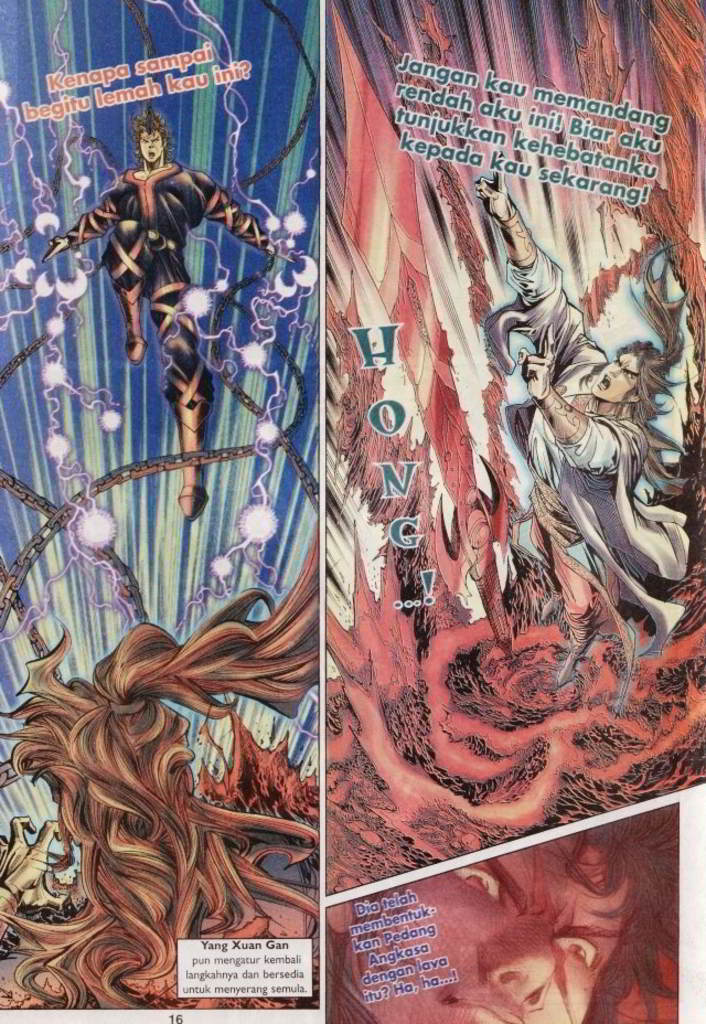 Kenapa sampai
begitu lemah kau ini?
Jangan kau memandang
rendah aku ini! Biar aku
tunjukkan kehebatanku
kepada kau sekarang!
HONG...!
Yang Xuan Gan
pun mengatur kembali
langkahnya dan bersedia
untuk menyerang semula.
Dia telah
membentuk-
kan Pedang
Angkasa
dengan lava
itu? Ha, ha...!
16